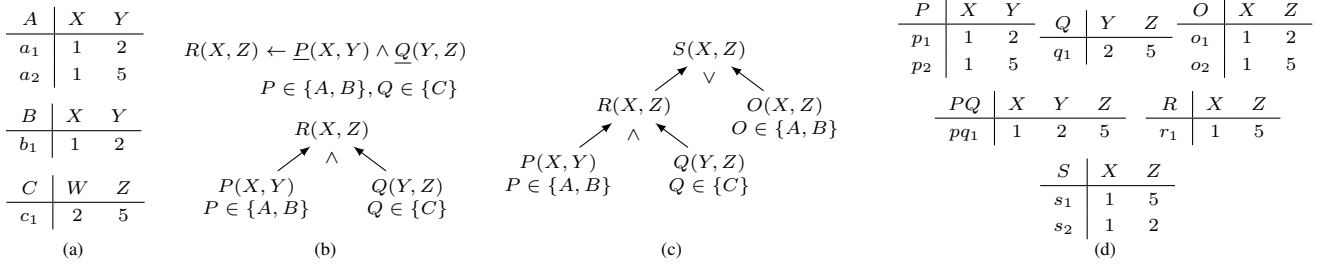 A X Y
a1 1 2
a2 1 5
B X Y
b1 1 2
C W Z
c1 2 5
(a)
R(X, Z) ← P(X, Y) ∧ Q(Y, Z)
P ∈ {A, B}, Q ∈ {C}
R(X, Z)
∧
P(X, Y) Q(Y, Z)
P ∈ {A, B} Q ∈ {C}
(b)
S(X, Z)
∨
R(X, Z) O(X, Z)
∧ O ∈ {A, B}
P(X, Y) Q(Y, Z)
P ∈ {A, B} Q ∈ {C}
(c)
P X Y
p1 1 2
p2 1 5
Q Y Z
q1 2 5
O X Z
o1 1 2
o2 1 5
PQ X Y Z
pq1 1 2 5
R X Z
r1 1 5
S X Z
s1 1 5
s2 1 2
(d)